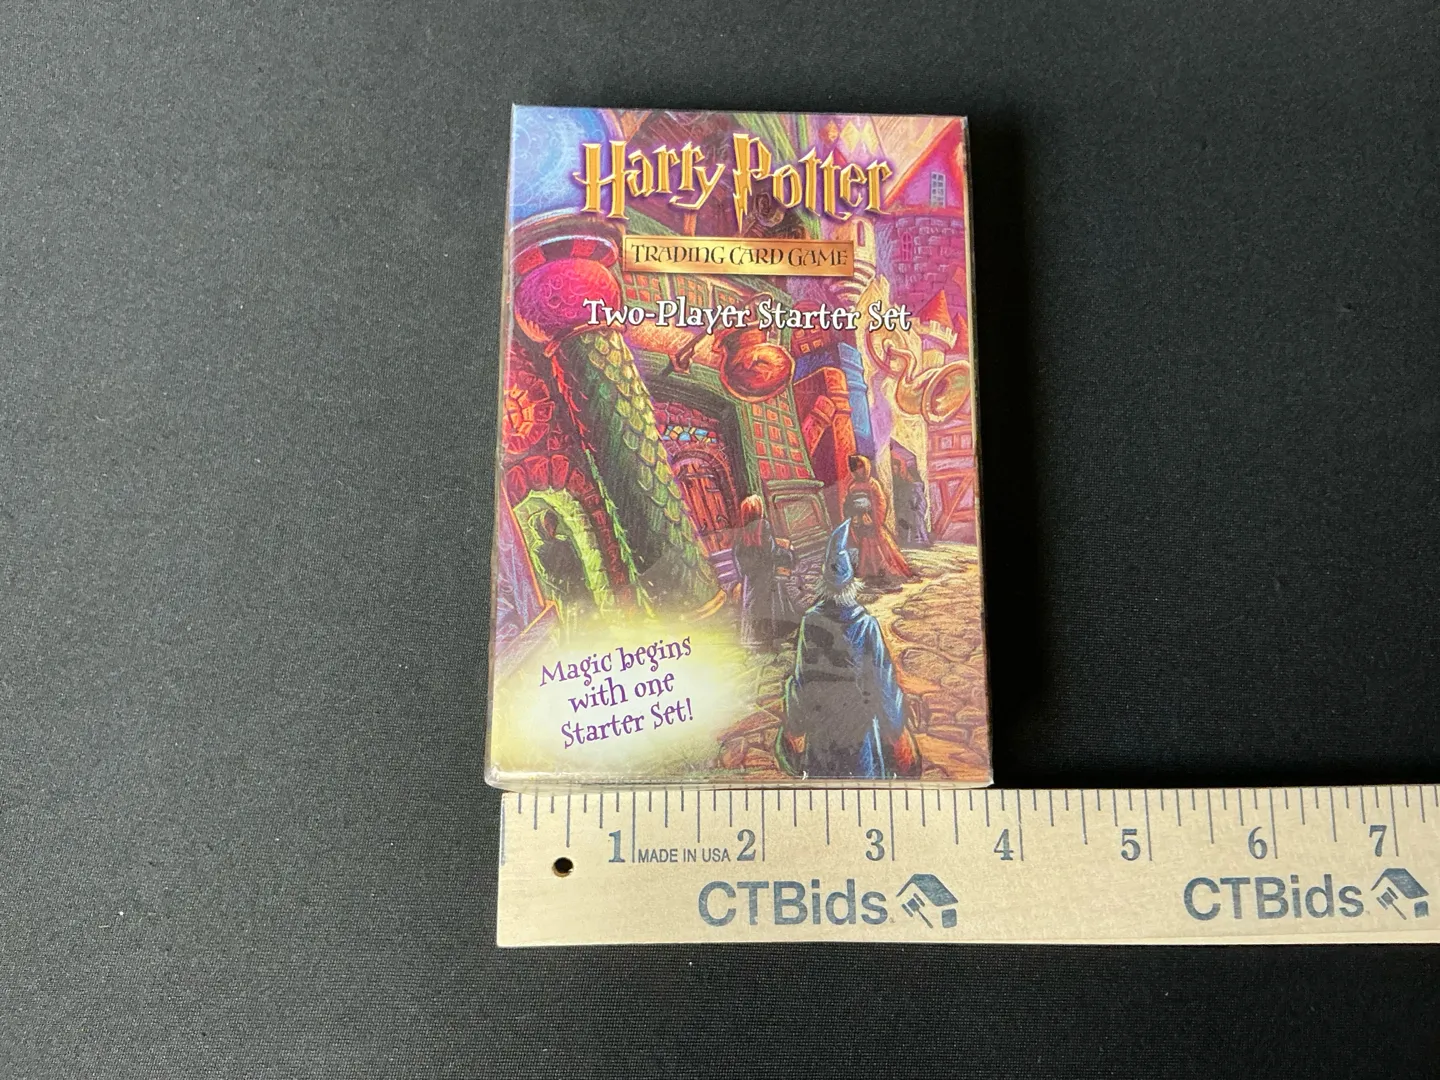 Harry Potter
TRADING CARD GAME
Two-Player Starter Set
Magic begins
with one
Starter Set!
1 MADE IN USA 2 3 4 5 6 7
CTBids CTBids